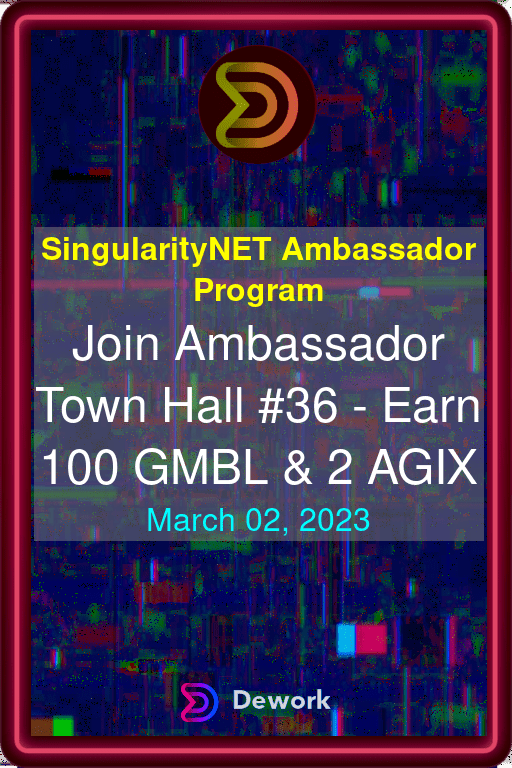 SingularityNET Ambassador
Program
Join Ambassador
Town Hall #36 - Earn
100 GMBL & 2 AGIX
March 02, 2023
Dework